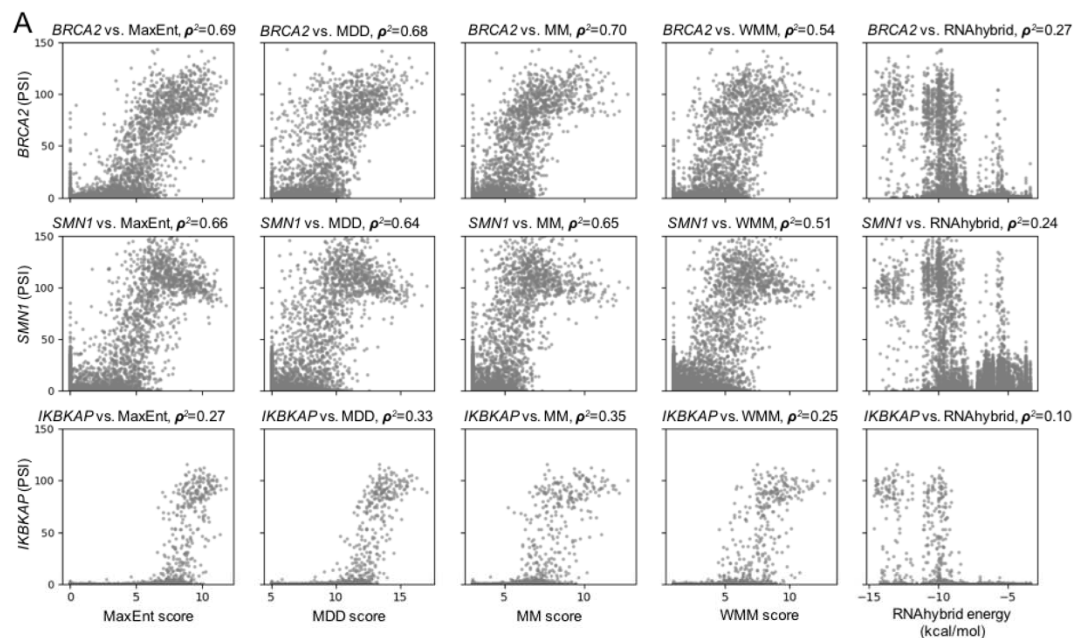 A
BRCA2 vs. MaxEnt, ρ²=0.69
BRCA2 vs. MDD, ρ²=0.68
BRCA2 vs. MM, ρ²=0.70
BRCA2 vs. WMM, ρ²=0.54
BRCA2 vs. RNAhybrid, ρ²=0.27
150
100
50
0
BRCA2 (PSI)
SMN1 vs. MaxEnt, ρ²=0.66
SMN1 vs. MDD, ρ²=0.64
SMN1 vs. MM, ρ²=0.65
SMN1 vs. WMM, ρ²=0.51
SMN1 vs. RNAhybrid, ρ²=0.24
150
100
50
0
SMN1 (PSI)
IKBKAP vs. MaxEnt, ρ²=0.27
IKBKAP vs. MDD, ρ²=0.33
IKBKAP vs. MM, ρ²=0.35
IKBKAP vs. WMM, ρ²=0.25
IKBKAP vs. RNAhybrid, ρ²=0.10
150
100
50
0
IKBKAP (PSI)
0 5 10
MaxEnt score
5 10 15
MDD score
5 10
MM score
5 10
WMM score
−15 −10 −5
RNAhybrid energy
(kcal/mol)